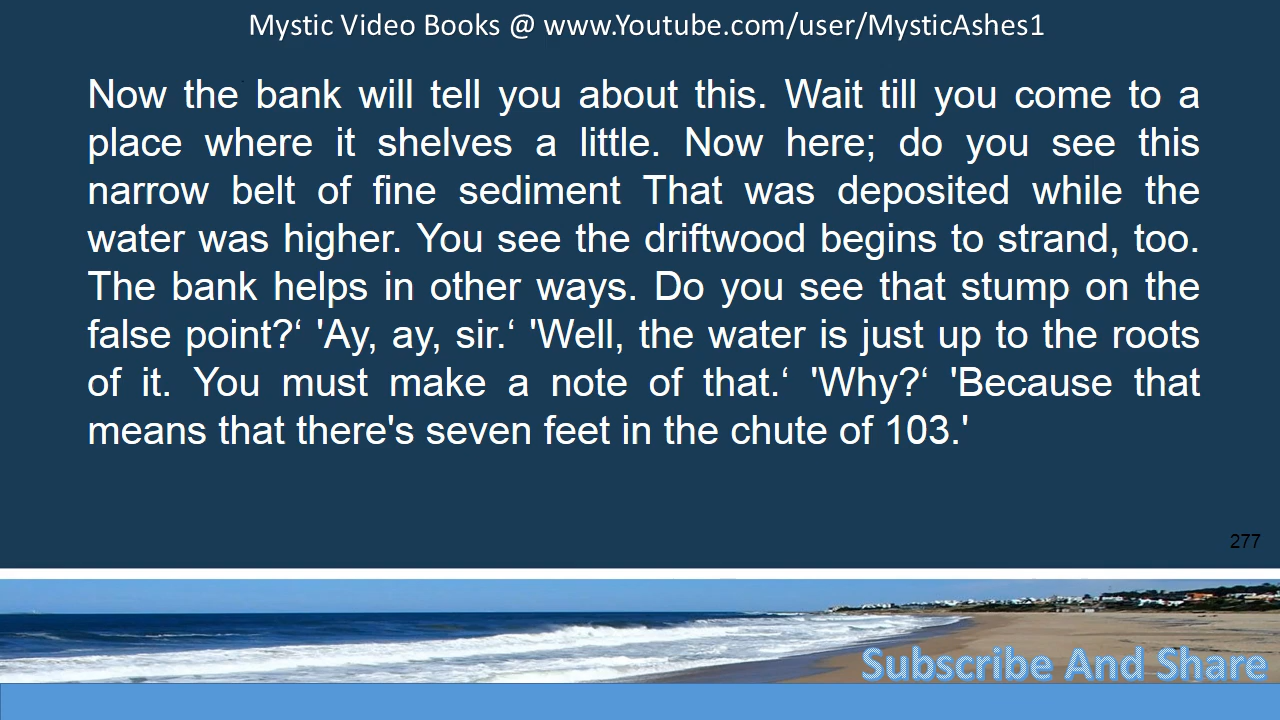 Mystic Video Books @ www.Youtube.com/user/MysticAshes1
Now the bank will tell you about this. Wait till you come to a
place where it shelves a little. Now here; do you see this
narrow belt of fine sediment That was deposited while the
water was higher. You see the driftwood begins to strand, too.
The bank helps in other ways. Do you see that stump on the
false point?‘ 'Ay, ay, sir.‘ 'Well, the water is just up to the roots
of it. You must make a note of that.‘ 'Why?‘ 'Because that
means that there's seven feet in the chute of 103.'
277
Subscribe And Share